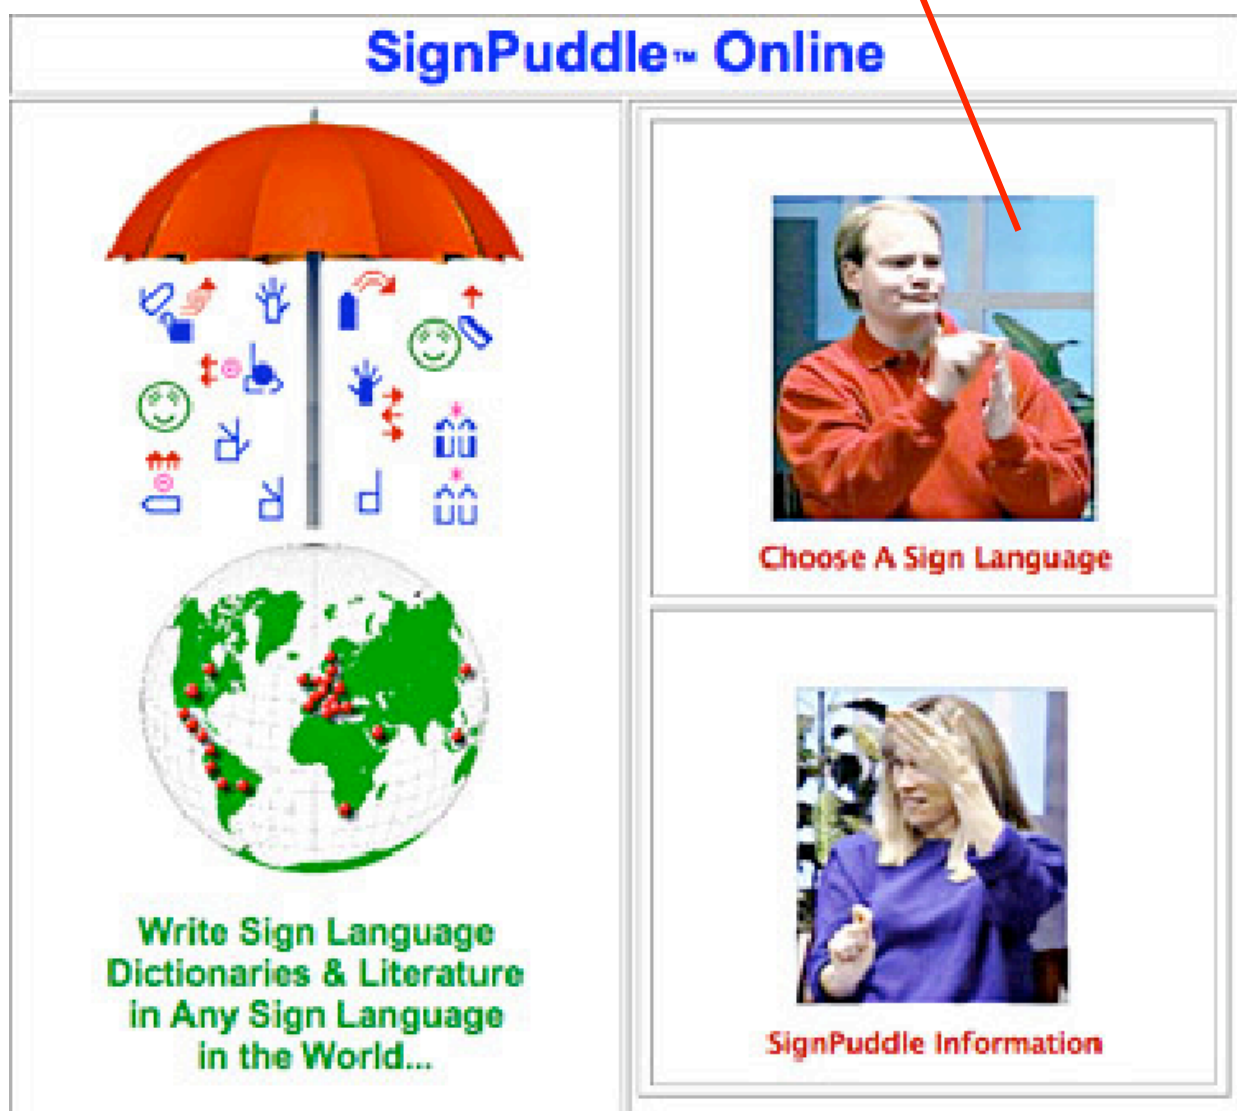 SignPuddle™ Online
Write Sign Language
Dictionaries & Literature
in Any Sign Language
in the World...
Choose A Sign Language
SignPuddle Information